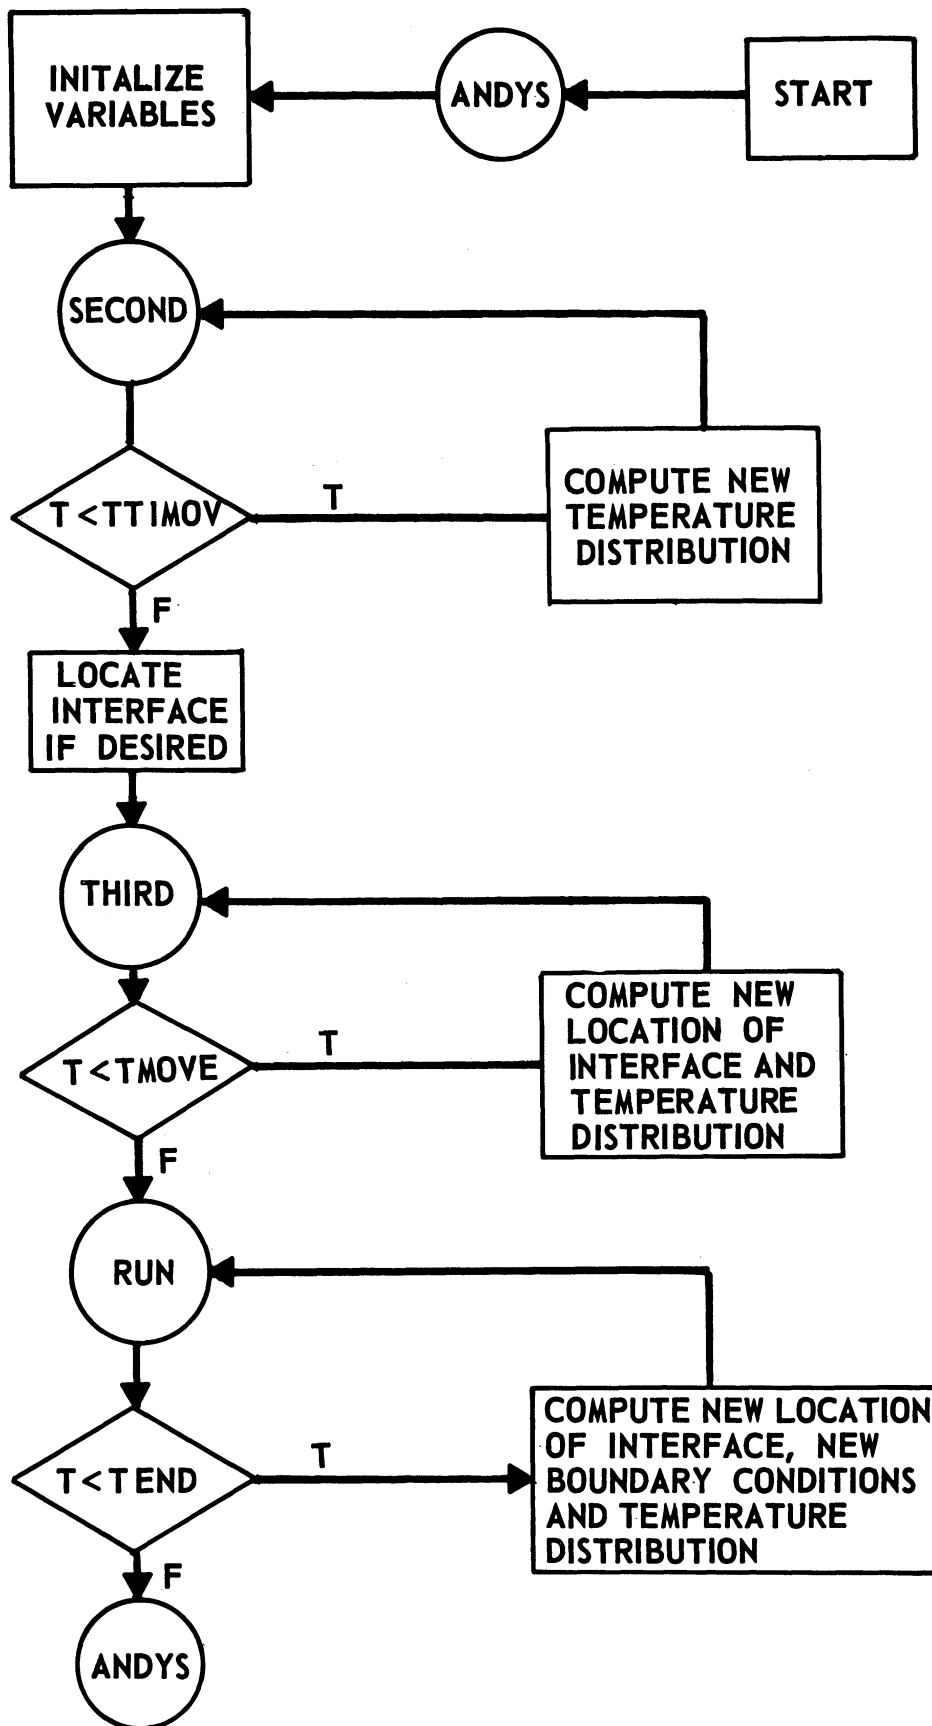 START
ANDYS
INITALIZE
VARIABLES
SECOND
T<TTIMOV
T
COMPUTE NEW
TEMPERATURE
DISTRIBUTION
F
LOCATE
INTERFACE
IF DESIRED
THIRD
T<TMOVE
T
COMPUTE NEW
LOCATION OF
INTERFACE AND
TEMPERATURE
DISTRIBUTION
F
RUN
T<TEND
T
COMPUTE NEW LOCATION
OF INTERFACE, NEW
BOUNDARY CONDITIONS
AND TEMPERATURE
DISTRIBUTION
F
ANDYS